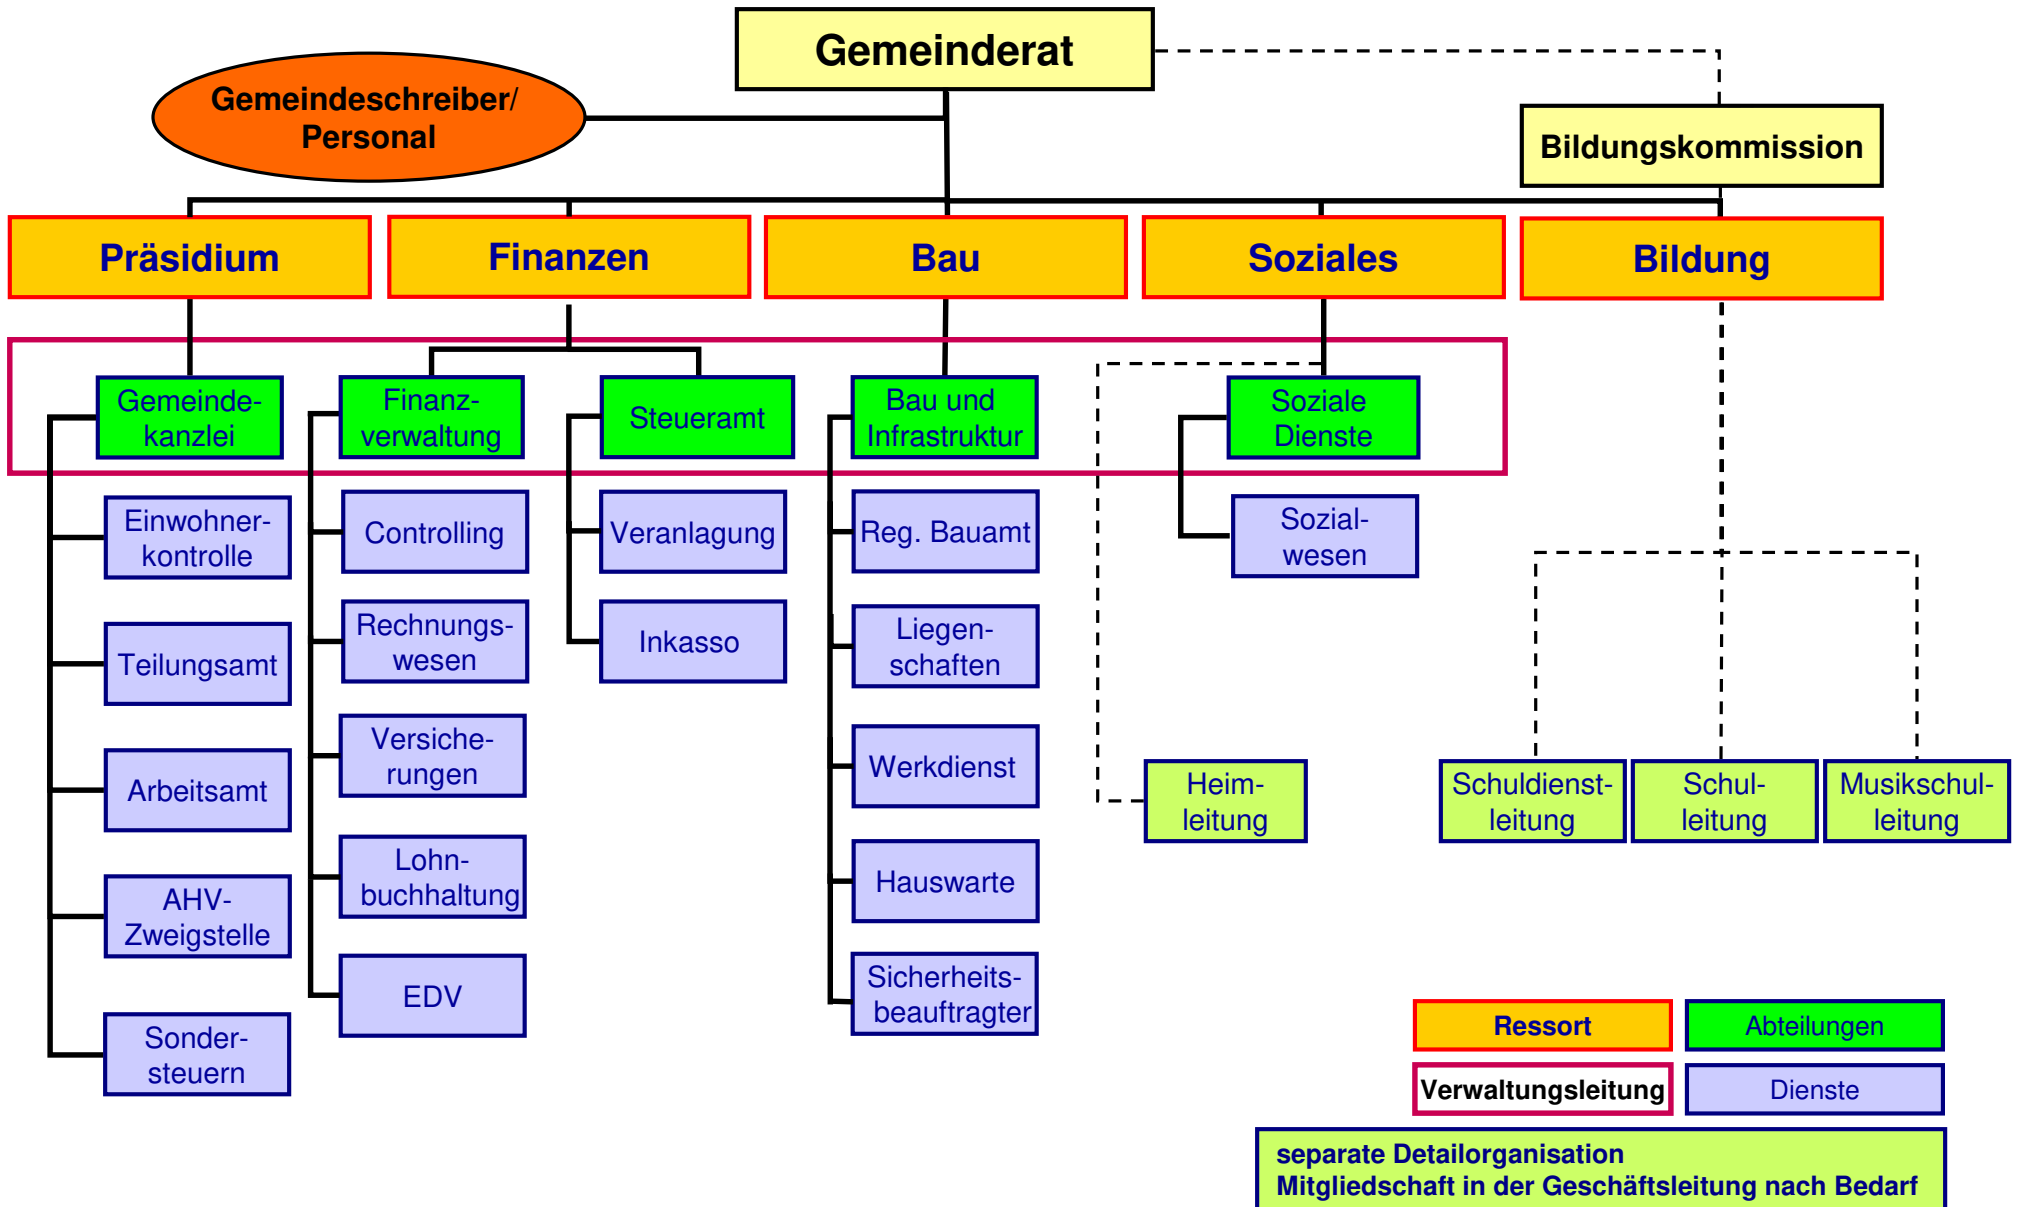 Gemeinderat
Gemeindeschreiber/
Personal
Bildungskommission
Präsidium
Finanzen
Bau
Soziales
Bildung
Gemeinde-
kanzlei
Finanz-
verwaltung
Steueramt
Bau und
Infrastruktur
Soziale
Dienste
Einwohner-
kontrolle
Controlling
Veranlagung
Reg. Bauamt
Sozial-
wesen
Teilungsamt
Rechnungs-
wesen
Inkasso
Liegen-
schaften
Arbeitsamt
Versiche-
rungen
Werkdienst
Heim-
leitung
Schuldienst-
leitung
Schul-
leitung
Musikschul-
leitung
AHV-
Zweigstelle
Lohn-
buchhaltung
Hauswarte
Sonder-
steuern
EDV
Sicherheits-
beauftragter
Ressort
Abteilungen
Verwaltungsleitung
Dienste
separate Detailorganisation
Mitgliedschaft in der Geschäftsleitung nach Bedarf